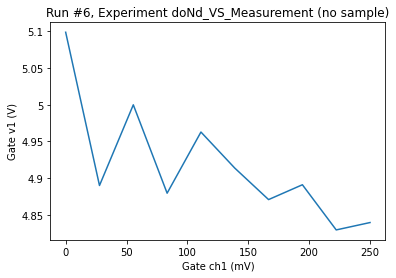 Run #6, Experiment doNd_VS_Measurement (no sample)
5.1
5.05
5
4.95
4.9
4.85
Gate v1 (V)
0 50 100 150 200 250
Gate ch1 (mV)